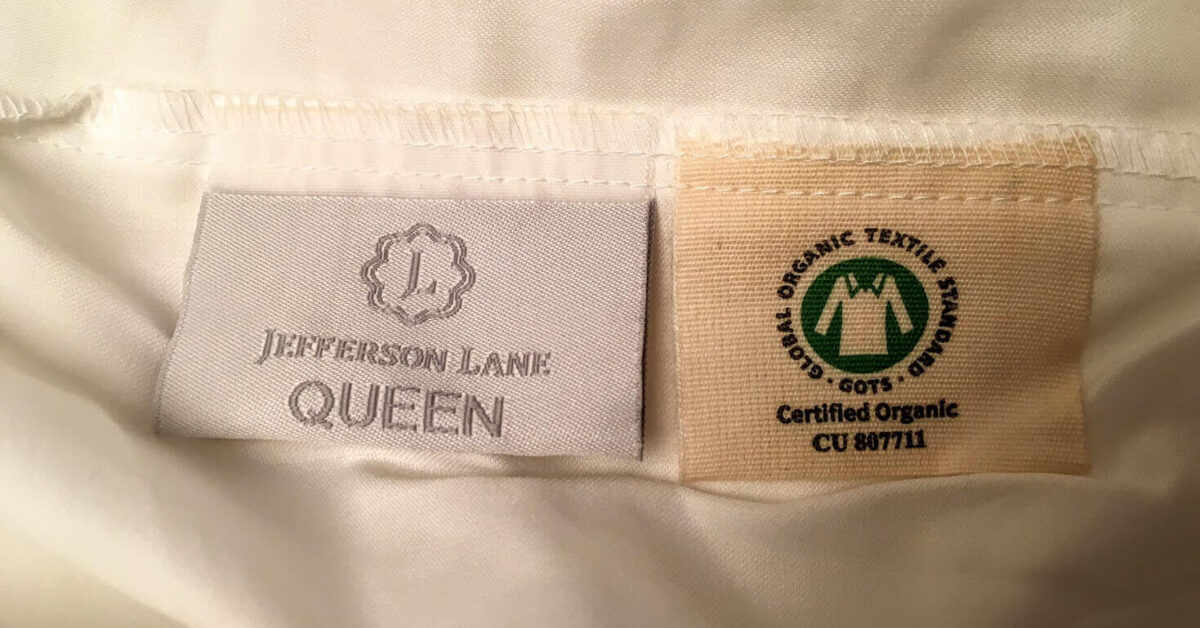 L
JEFFERSON LANE
QUEEN
GLOBAL ORGANIC TEXTILE STANDARD
· GOTS ·
Certified Organic
CU 807711